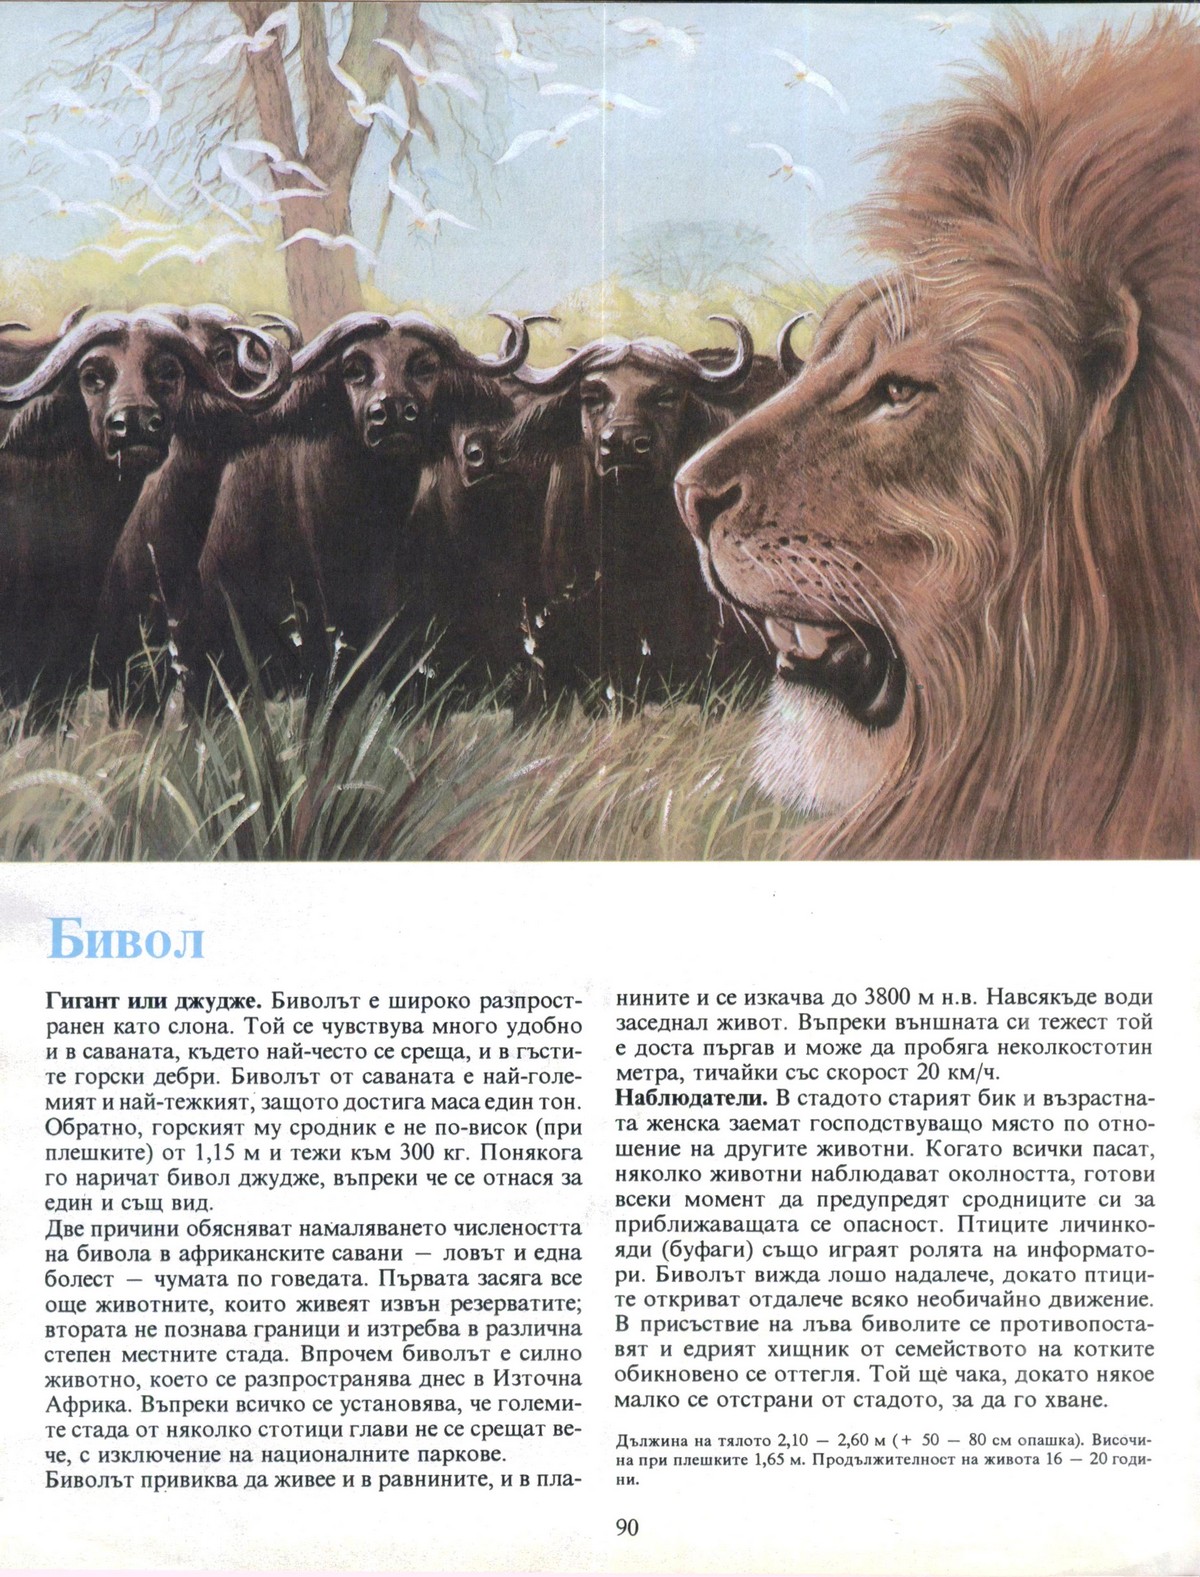 Бивол
Гигант или джудже. Биволът е широко разпрост-
ранен като слона. Той се чувствува много удобно
и в саваната, където най-често се среща, и в гъсти-
те горски дебри. Биволът от саваната е най-голе-
мият и най-тежкият, защото достига маса един тон.
Обратно, горският му сродник е не по-висок (при
плешките) от 1,15 м и тежи към 300 кг. Понякога
го наричат бивол джудже, въпреки че се отнася за
един и същ вид.
Две причини обясняват намаляването числеността
на бивола в африканските савани — ловът и една
болест — чумата по говедата. Първата засяга все
още животните, които живеят извън резерватите;
втората не познава граници и изтребва в различна
степен местните стада. Впрочем биволът е силно
животно, което се разпространява днес в Източна
Африка. Въпреки всичко се установява, че големи-
те стада от няколко стотици глави не се срещат ве-
че, с изключение на националните паркове.
Биволът привиква да живее и в равнините, и в пла-
нините и се изкачва до 3800 м н.в. Навсякъде води
заседнал живот. Въпреки външната си тежест той
е доста пъргав и може да пробяга неколкостотин
метра, тичайки със скорост 20 км/ч.
Наблюдатели. В стадото старият бик и възрастна-
та женска заемат господствуващо място по отно-
шение на другите животни. Когато всички пасат,
няколко животни наблюдават околността, готови
всеки момент да предупредят сродниците си за
приближаващата се опасност. Птиците личинко-
яди (буфаги) също играят ролята на информато-
ри. Биволът вижда лошо надалече, докато птици-
те откриват отдалече всяко необичайно движение.
В присъствие на лъва биволите се противопоста-
вят и едрият хищник от семейството на котките
обикновено се оттегля. Той ще чака, докато някое
малко се отстрани от стадото, за да го хване.
Дължина на тялото 2,10 — 2,60 м (+ 50 — 80 см опашка). Височи-
на при плешките 1,65 м. Продължителност на живота 16 — 20 годи-
ни.
90